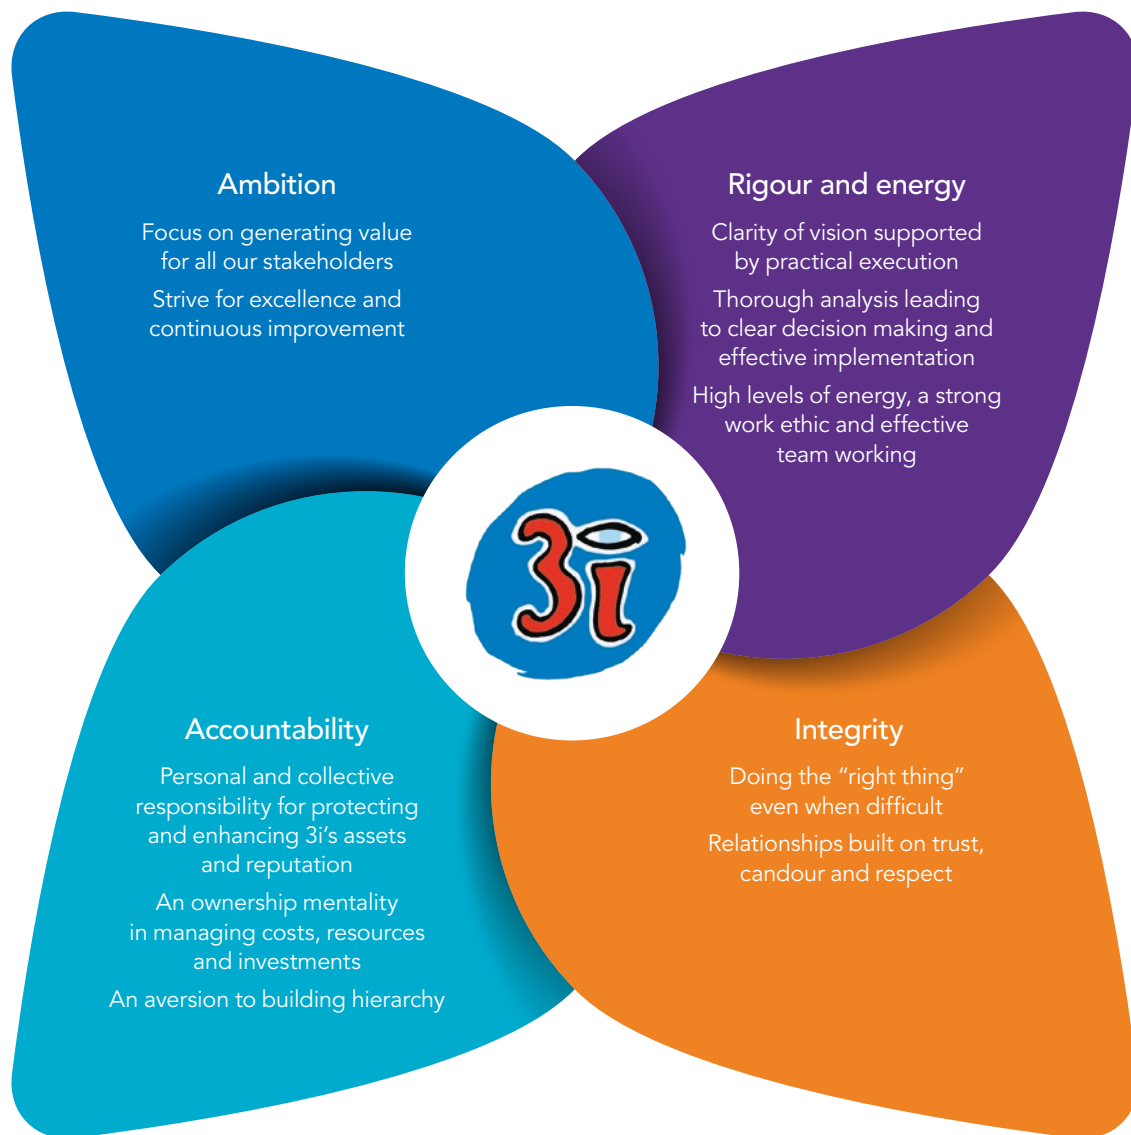 Ambition
Focus on generating value
for all our stakeholders
Strive for excellence and
continuous improvement
Rigour and energy
Clarity of vision supported
by practical execution
Thorough analysis leading
to clear decision making and
effective implementation
High levels of energy, a strong
work ethic and effective
team working
3i
Accountability
Personal and collective
responsibility for protecting
and enhancing 3i’s assets
and reputation
An ownership mentality
in managing costs, resources
and investments
An aversion to building hierarchy
Integrity
Doing the “right thing”
even when difficult
Relationships built on trust,
candour and respect